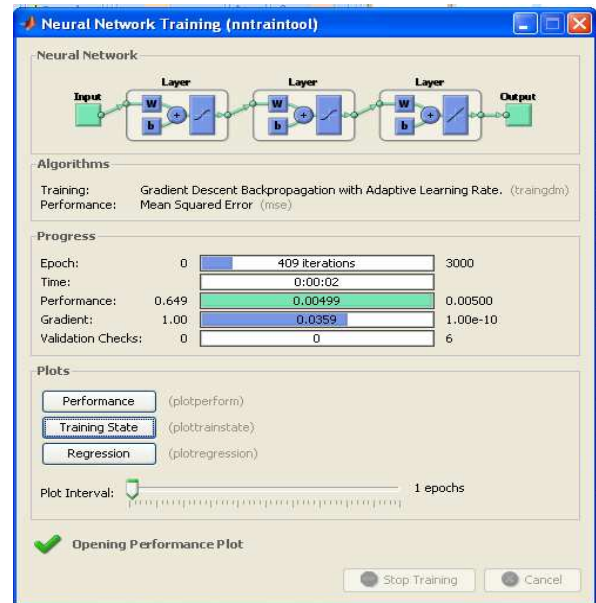 Neural Network Training (nntraintool)
Neural Network
Layer Layer Layer
Input Output
W W W
+ + +
b b b
Algorithms
Training: Gradient Descent Backpropagation with Adaptive Learning Rate. (traingdm)
Performance: Mean Squared Error (mse)
Progress
Epoch: 0 409 iterations 3000
Time: 0:00:02
Performance: 0.649 0.00499 0.00500
Gradient: 1.00 0.0359 1.00e-10
Validation Checks: 0 0 6
Plots
Performance (plotperform)
Training State (plottrainstate)
Regression (plotregression)
Plot Interval: 1 epochs
Opening Performance Plot
Stop Training Cancel